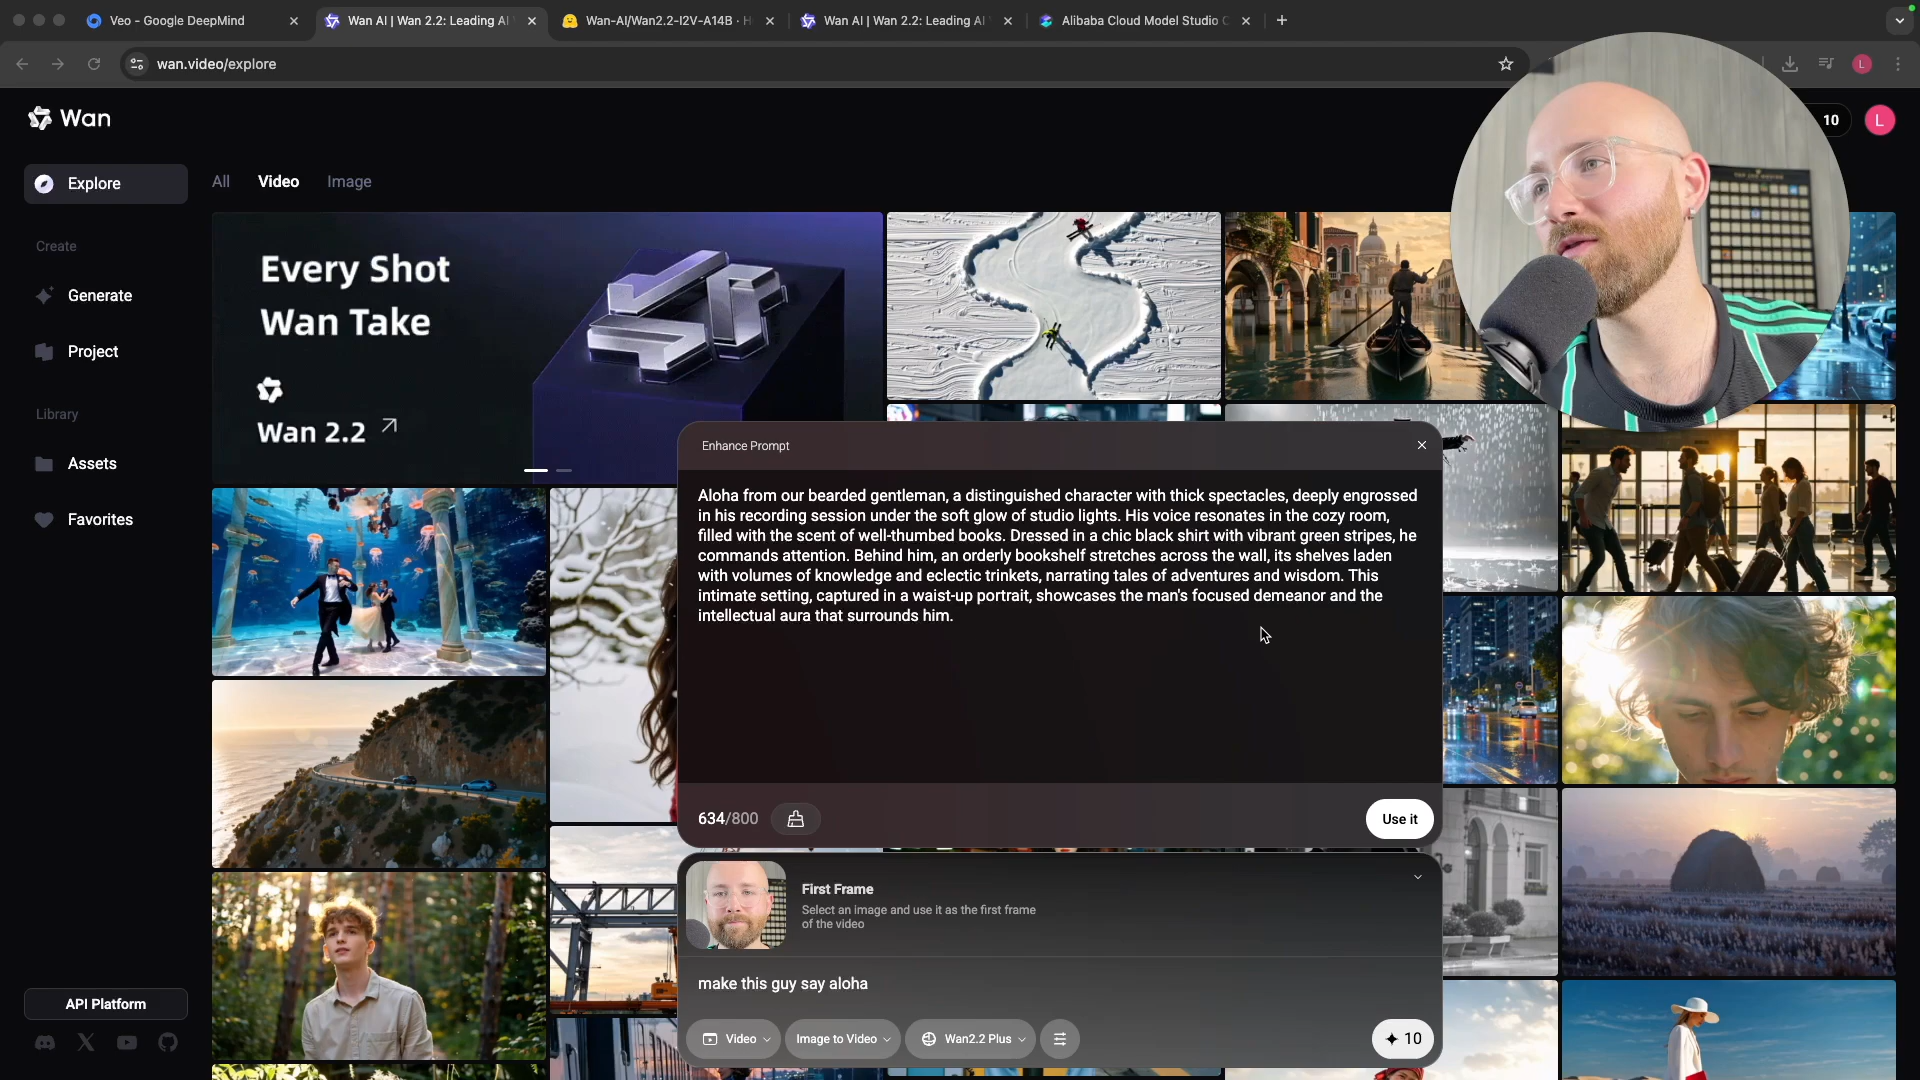 Veo - Google DeepMind
Wan AI | Wan 2.2: Leading AI
Wan-AI/Wan2.2-I2V-A14B · H
Wan AI | Wan 2.2: Leading AI
Alibaba Cloud Model Studio
wan.video/explore
L
Wan
10
L
Explore
All
Video
Image
Create
Generate
Project
Library
Assets
Favorites
Every Shot
Wan Take
Wan 2.2
Enhance Prompt
Aloha from our bearded gentleman, a distinguished character with thick spectacles, deeply engrossed
in his recording session under the soft glow of studio lights. His voice resonates in the cozy room,
filled with the scent of well-thumbed books. Dressed in a chic black shirt with vibrant green stripes, he
commands attention. Behind him, an orderly bookshelf stretches across the wall, its shelves laden
with volumes of knowledge and eclectic trinkets, narrating tales of adventures and wisdom. This
intimate setting, captured in a waist-up portrait, showcases the man's focused demeanor and the
intellectual aura that surrounds him.
634/800
Use it
First Frame
Select an image and use it as the first frame
of the video
make this guy say aloha
Video
Image to Video
Wan2.2 Plus
10
API Platform